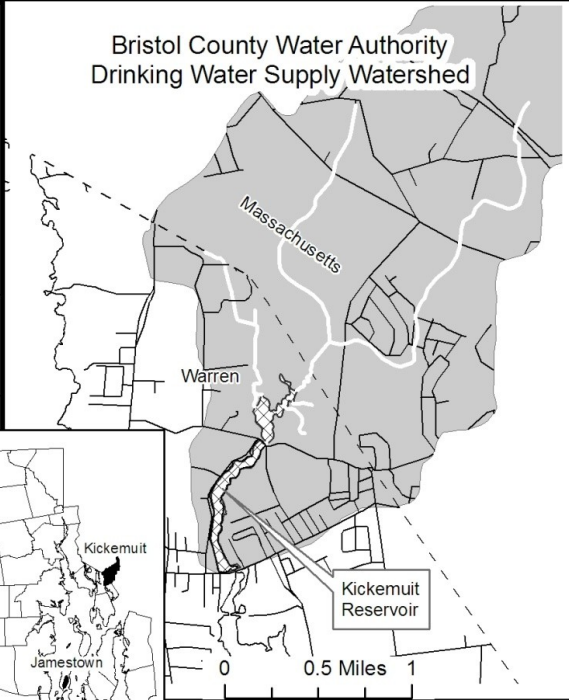 Bristol County Water Authority
Drinking Water Supply Watershed
Massachusetts
Warren
Kickemuit
Kickemuit
Reservoir
Jamestown
0 0.5 Miles 1